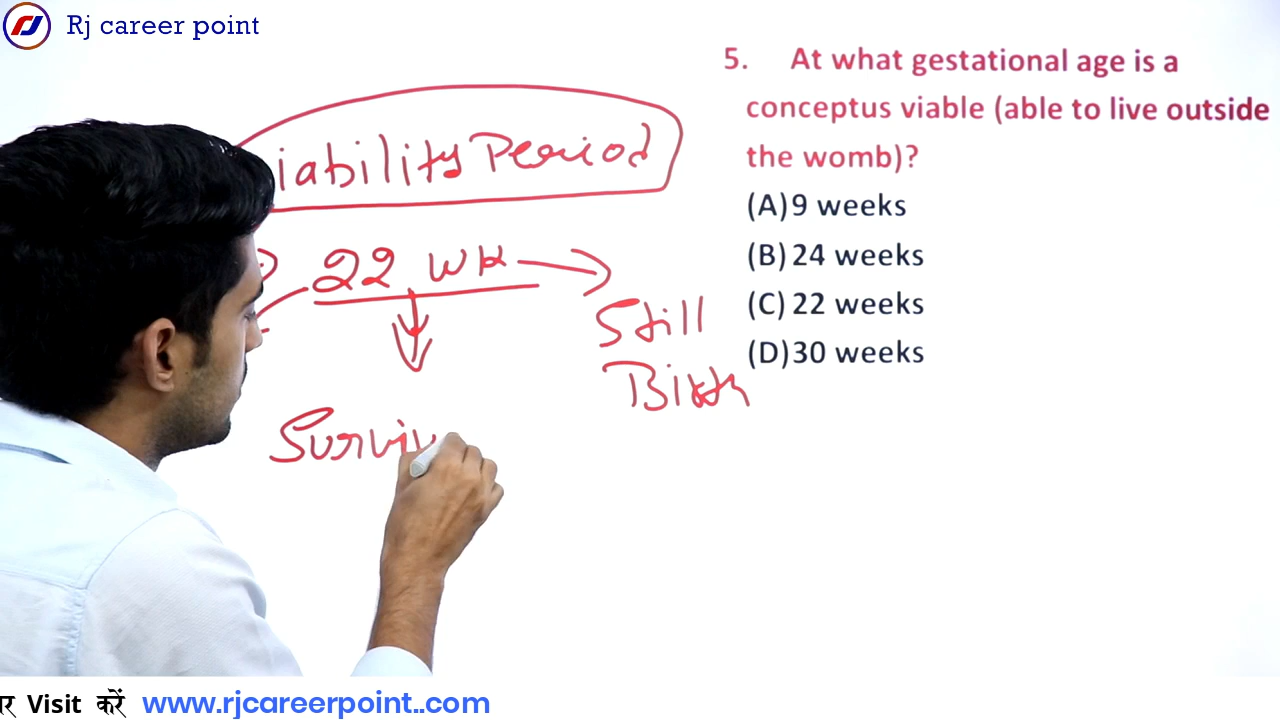 Rj career point
5. At what gestational age is a
conceptus viable (able to live outside
the womb)?
(A) 9 weeks
(B) 24 weeks
(C) 22 weeks
(D) 30 weeks
iability Period
22 wk
Still
Birth
Surviv
Visit करें www.rjcareerpoint..com